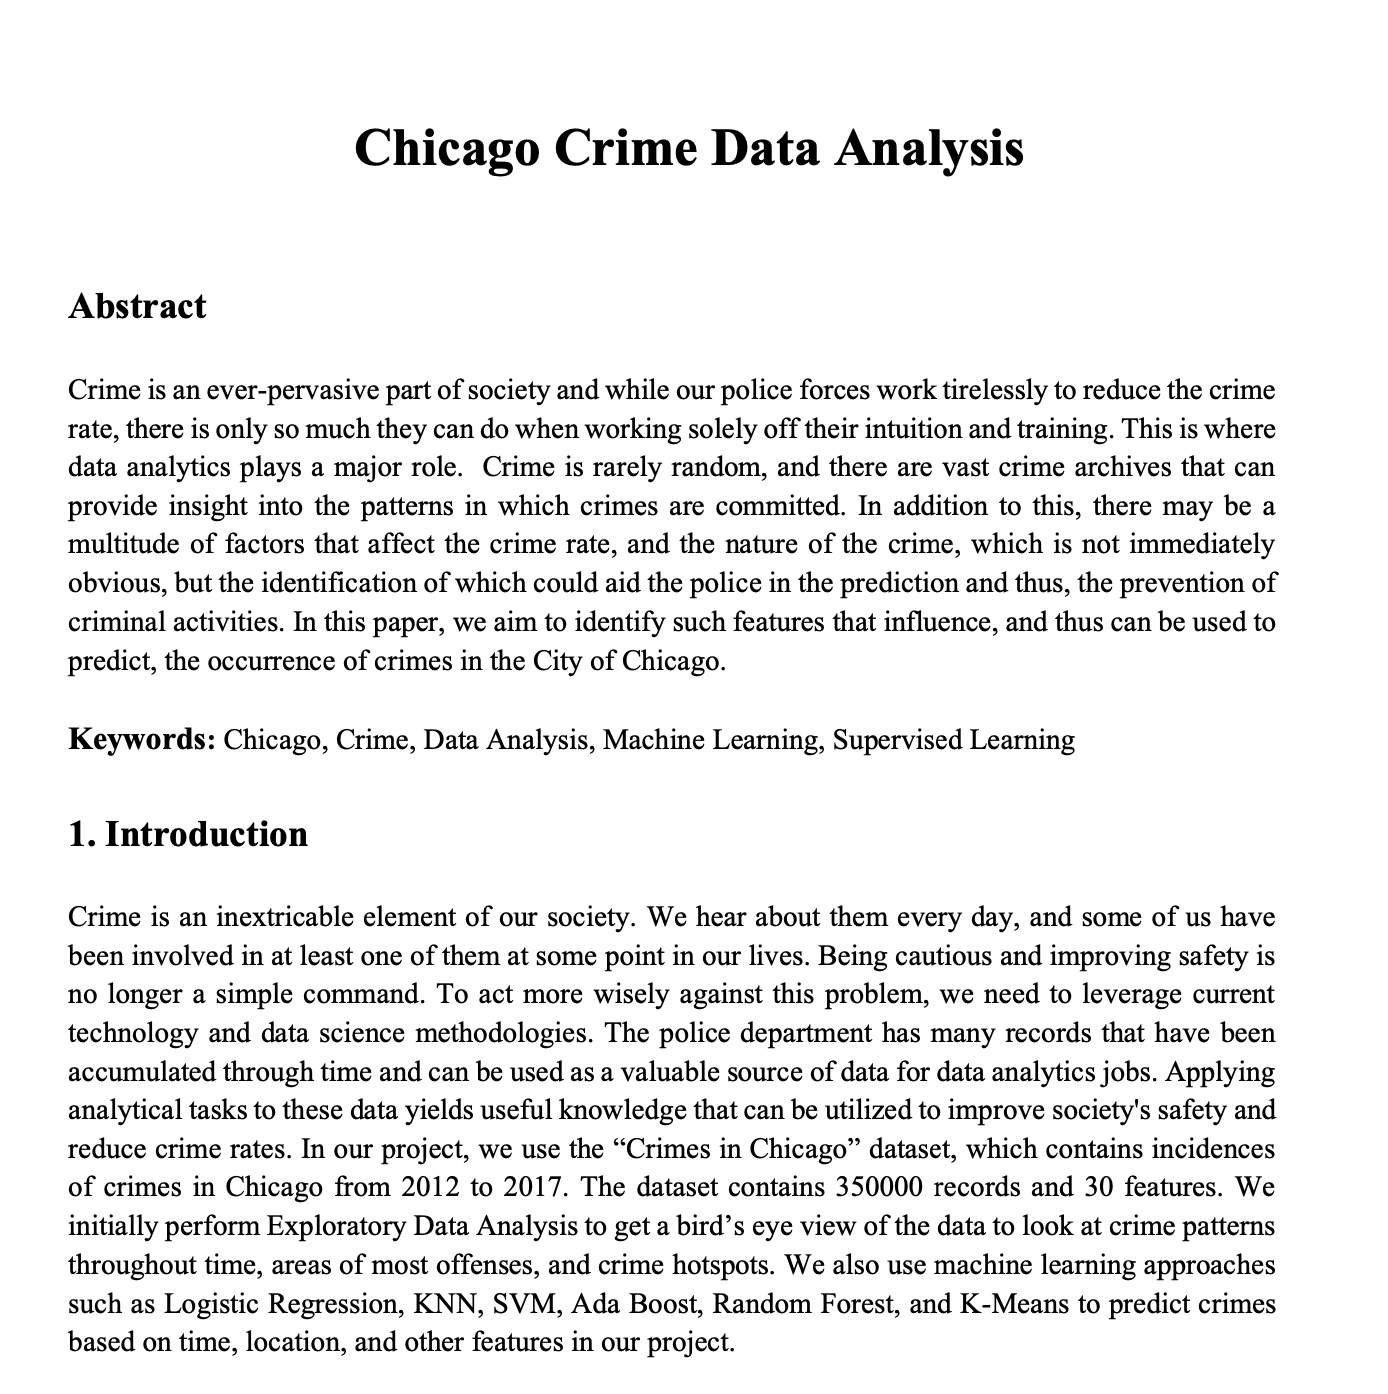 Chicago Crime Data Analysis
Abstract
Crime is an ever-pervasive part of society and while our police forces work tirelessly to reduce the crime
rate, there is only so much they can do when working solely off their intuition and training. This is where
data analytics plays a major role.  Crime is rarely random, and there are vast crime archives that can
provide insight into the patterns in which crimes are committed. In addition to this, there may be a
multitude of factors that affect the crime rate, and the nature of the crime, which is not immediately
obvious, but the identification of which could aid the police in the prediction and thus, the prevention of
criminal activities. In this paper, we aim to identify such features that influence, and thus can be used to
predict, the occurrence of crimes in the City of Chicago.
Keywords: Chicago, Crime, Data Analysis, Machine Learning, Supervised Learning
1. Introduction
Crime is an inextricable element of our society. We hear about them every day, and some of us have
been involved in at least one of them at some point in our lives. Being cautious and improving safety is
no longer a simple command. To act more wisely against this problem, we need to leverage current
technology and data science methodologies. The police department has many records that have been
accumulated through time and can be used as a valuable source of data for data analytics jobs. Applying
analytical tasks to these data yields useful knowledge that can be utilized to improve society's safety and
reduce crime rates. In our project, we use the “Crimes in Chicago” dataset, which contains incidences
of crimes in Chicago from 2012 to 2017. The dataset contains 350000 records and 30 features. We
initially perform Exploratory Data Analysis to get a bird’s eye view of the data to look at crime patterns
throughout time, areas of most offenses, and crime hotspots. We also use machine learning approaches
such as Logistic Regression, KNN, SVM, Ada Boost, Random Forest, and K-Means to predict crimes
based on time, location, and other features in our project.